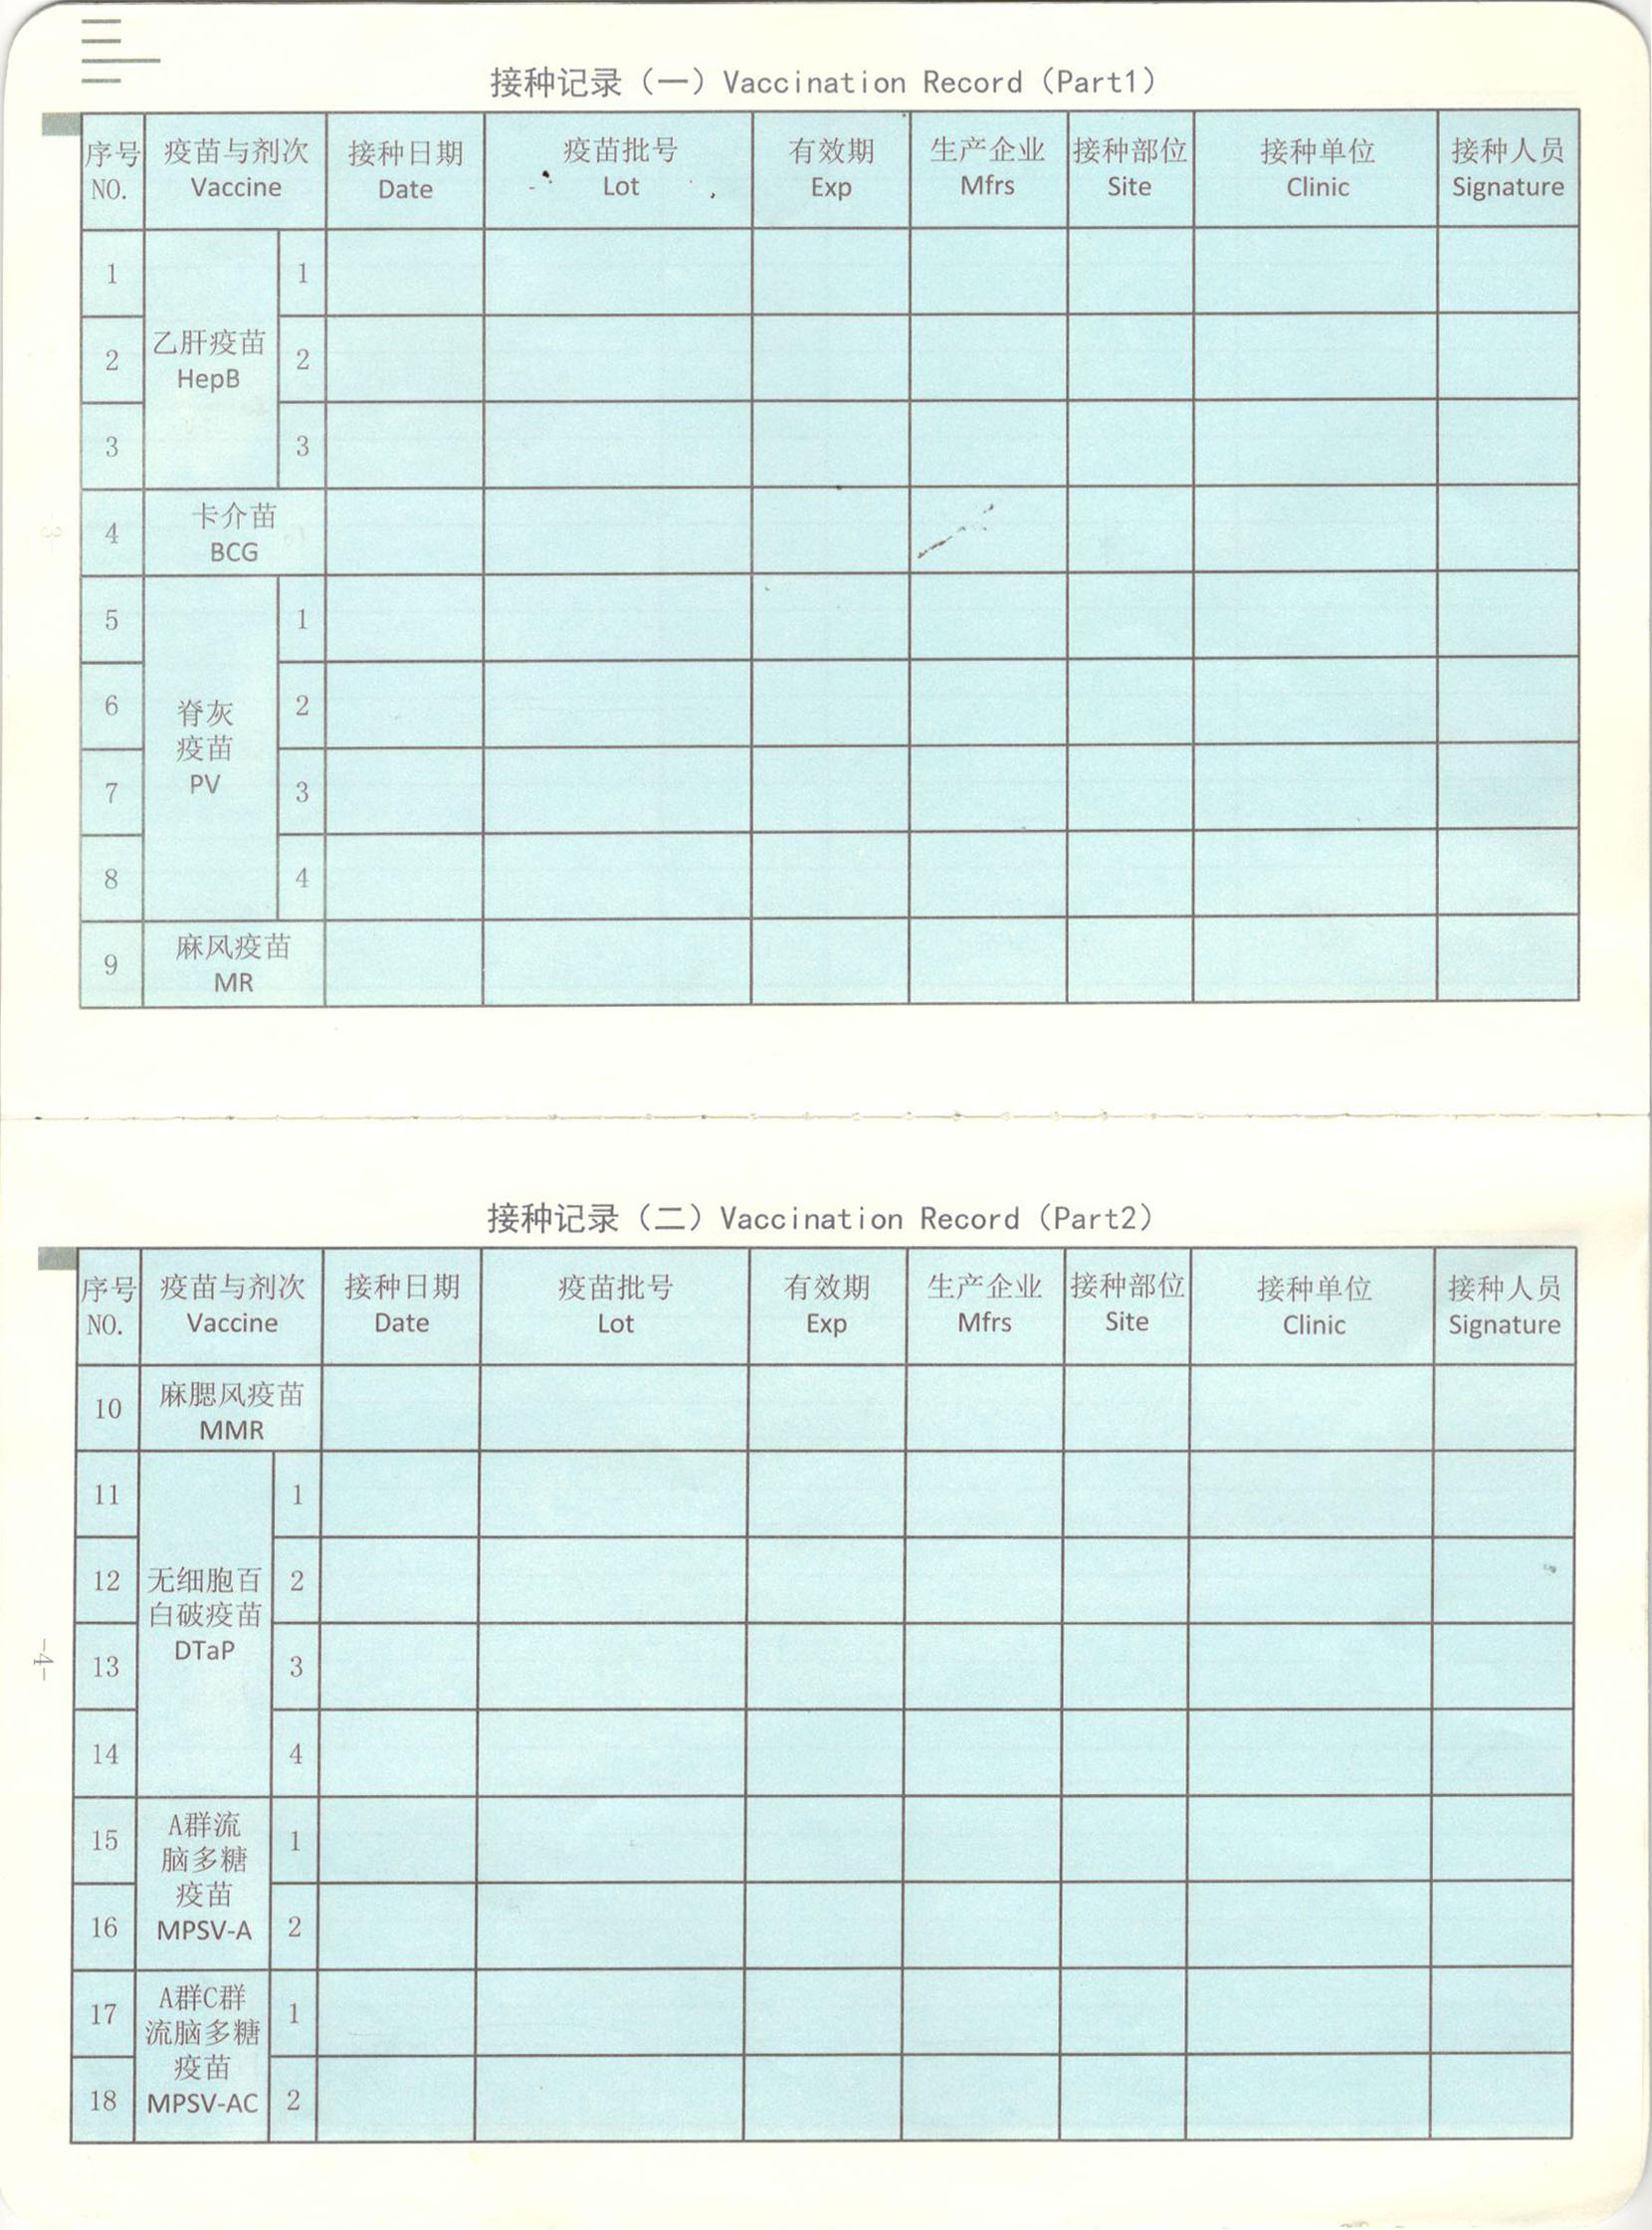 接种记录（一）Vaccination Record（Part1）
序号 疫苗与剂次 接种日期 疫苗批号 有效期 生产企业 接种部位 接种单位 接种人员
NO. Vaccine Date Lot Exp Mfrs Site Clinic Signature
1 1
乙肝疫苗
2 2
HepB
3 3
卡介苗
4
BCG
5 1
6 2
脊灰
疫苗
PV
7 3
8 4
麻风疫苗
9
MR
接种记录（二）Vaccination Record（Part2）
序号 疫苗与剂次 接种日期 疫苗批号 有效期 生产企业 接种部位 接种单位 接种人员
NO. Vaccine Date Lot Exp Mfrs Site Clinic Signature
麻腮风疫苗
10
MMR
11 1
12 无细胞百 2
白破疫苗
DTaP
13 3
14 4
A群流
15 1
脑多糖
疫苗
16 MPSV-A 2
A群C群
17 1
流脑多糖
疫苗
18 MPSV-AC 2
-4-